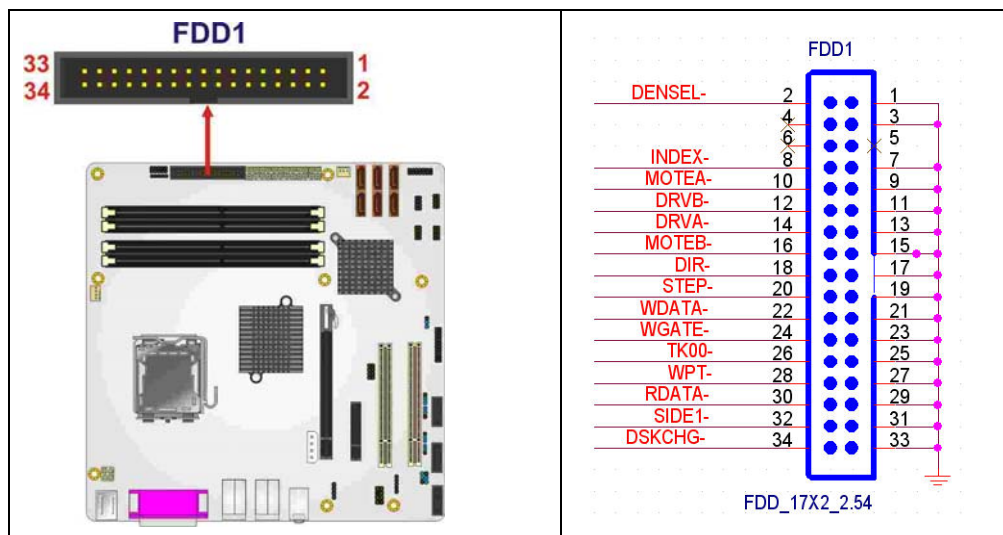 FDD1
33 1
34 2
FDD1
DENSEL- 2 1
4 3
6 5
INDEX- 8 7
MOTEA- 10 9
DRVB- 12 11
DRVA- 14 13
MOTEB- 16 15
DIR- 18 17
STEP- 20 19
WDATA- 22 21
WGATE- 24 23
TK00- 26 25
WPT- 28 27
RDATA- 30 29
SIDE1- 32 31
DSKCHG- 34 33
FDD_17X2_2.54